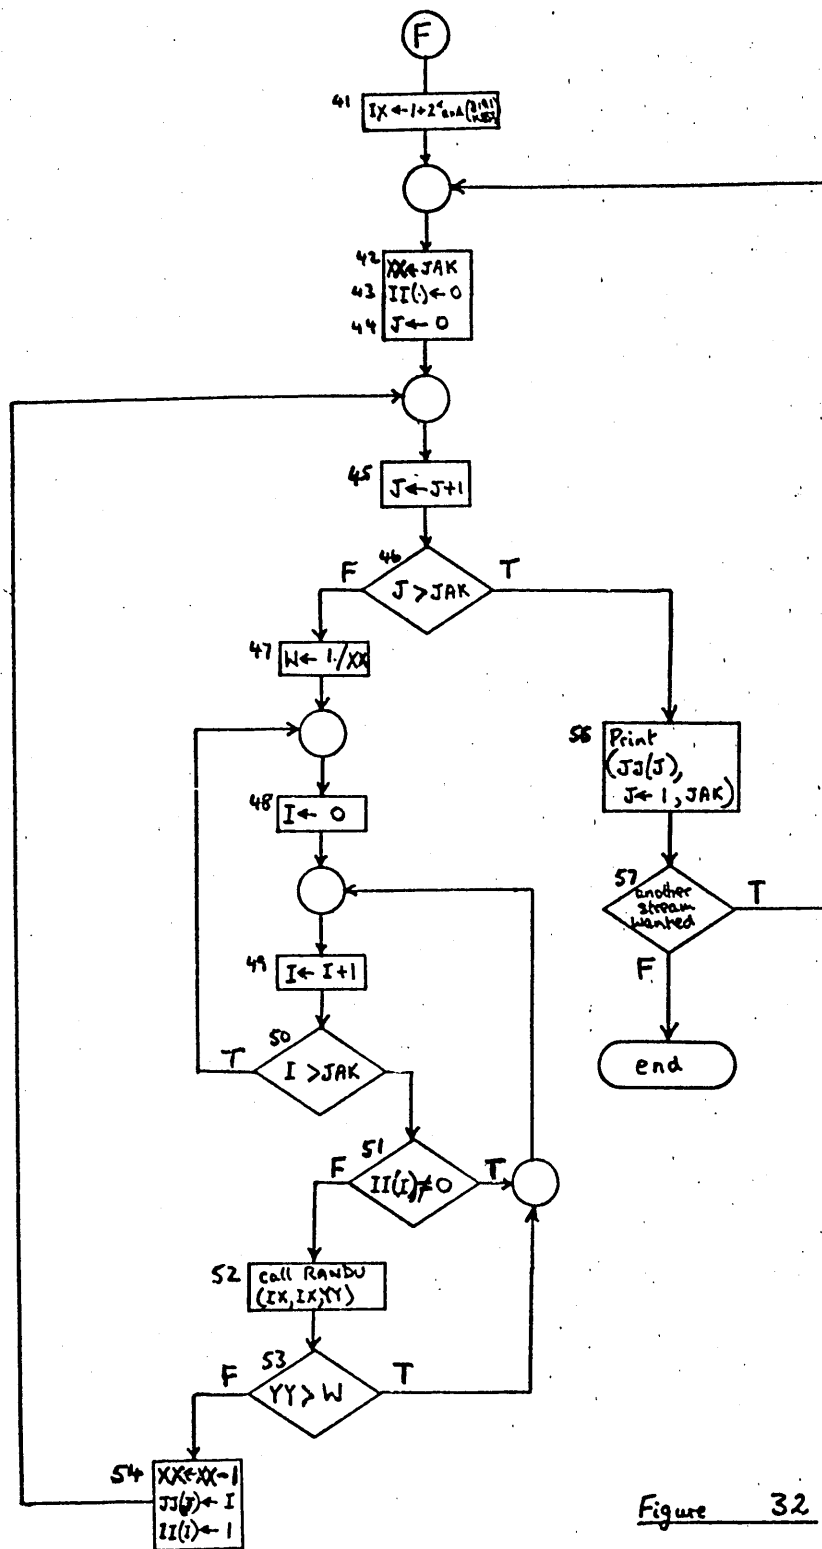 F
41
IX ← 1+2
42
XX ← JAK
43
II(·) ← 0
44
J ← 0
45
J ← J+1
46
F
T
J > JAK
47
W ← 1./XX
48
I ← 0
49
I ← I+1
50
T
I > JAK
51
F
T
II(I) ≠ 0
52
call RANDU
(IX,IX,YY)
53
F
T
YY > W
54
XX ← XX-1
JJ(J) ← I
II(I) ← 1
56
Print
(JJ(J),
J ← 1, JAK)
57
another
stream
wanted
T
F
end
Figure 32